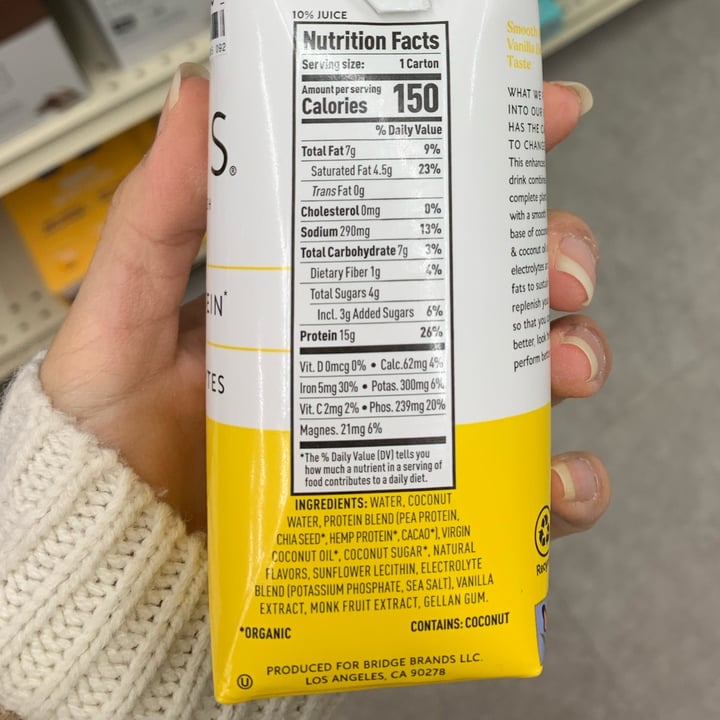 10% JUICE
Nutrition Facts
Serving size: 1 Carton
Amount per serving
Calories 150
% Daily Value
Total Fat 7g 9%
Saturated Fat 4.5g 23%
Trans Fat 0g
Cholesterol 0mg 0%
Sodium 290mg 13%
Total Carbohydrate 7g 3%
Dietary Fiber 1g 4%
Total Sugars 4g
Incl. 3g Added Sugars 6%
Protein 15g 26%
Vit. D 0mcg 0% • Calc. 62mg 4%
Iron 5mg 30% • Potas. 300mg 6%
Vit. C 2mg 2% • Phos. 239mg 20%
Magnes. 21mg 6%
*The % Daily Value (DV) tells you
how much a nutrient in a serving of
food contributes to a daily diet.
INGREDIENTS: WATER, COCONUT
WATER, PROTEIN BLEND (PEA PROTEIN,
CHIA SEED*, HEMP PROTEIN*, CACAO*), VIRGIN
COCONUT OIL*, COCONUT SUGAR*, NATURAL
FLAVORS, SUNFLOWER LECITHIN, ELECTROLYTE
BLEND (POTASSIUM PHOSPHATE, SEA SALT), VANILLA
EXTRACT, MONK FRUIT EXTRACT, GELLAN GUM.
*ORGANIC CONTAINS: COCONUT
PRODUCED FOR BRIDGE BRANDS LLC.
LOS ANGELES, CA 90278
U
S®
EIN*
TES
Smooth
Vanilla
Taste
WHAT WE
INTO OUR
HAS THE
TO CHANGE
This enhanced
drink
complete
with a smooth
base of
& coconut oil
electrolytes
fats to
replenish
so that you
better, look
perform